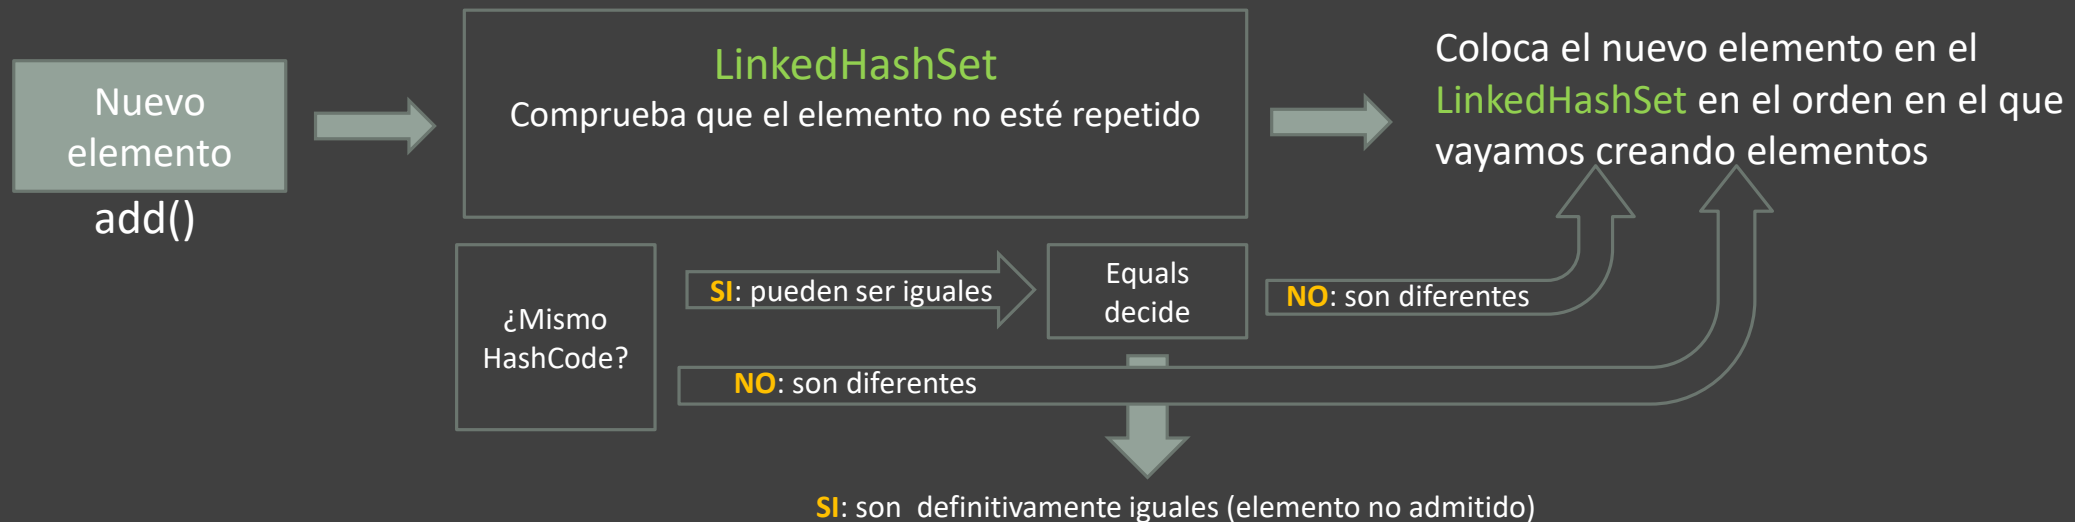 Nuevo
elemento
add()
LinkedHashSet
Comprueba que el elemento no esté repetido
Coloca el nuevo elemento en el
LinkedHashSet en el orden en el que
vayamos creando elementos
¿Mismo
HashCode?
SI: pueden ser iguales
Equals
decide
NO: son diferentes
NO: son diferentes
SI: son definitivamente iguales (elemento no admitido)